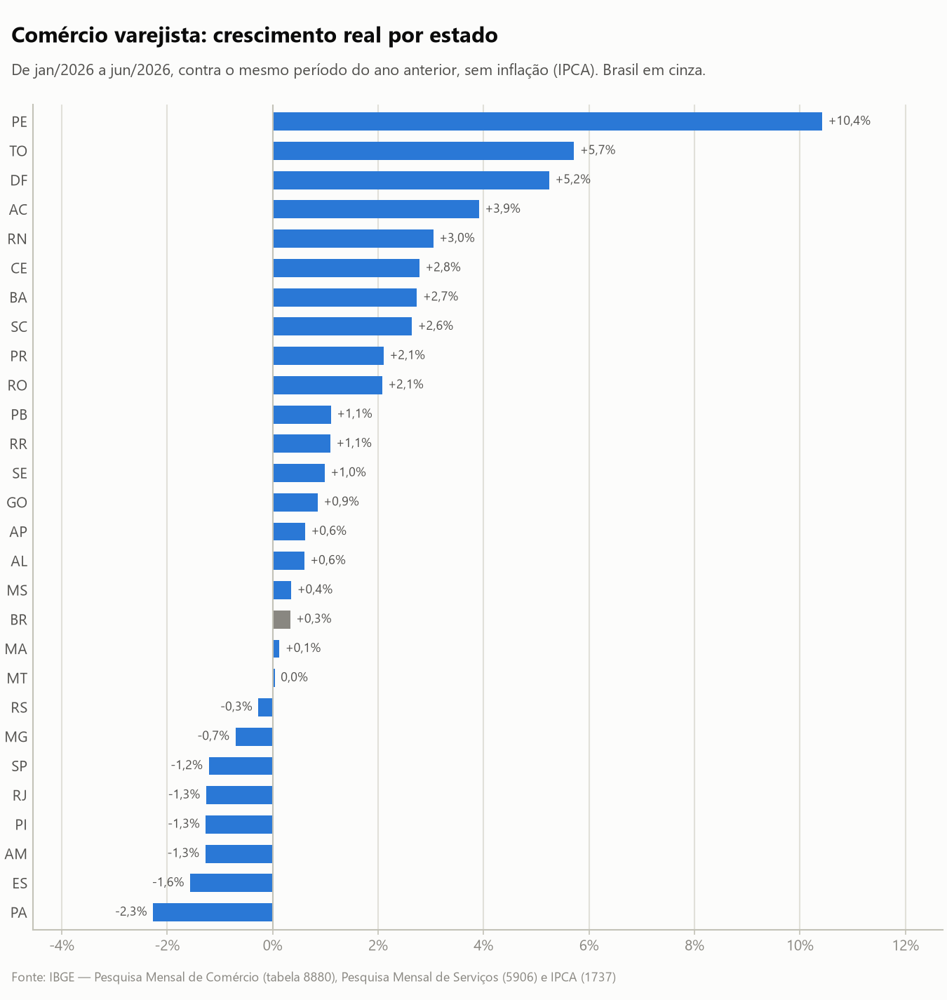 Comércio varejista: crescimento real por estado
De jan/2026 a jun/2026, contra o mesmo período do ano anterior, sem inflação (IPCA). Brasil em cinza.
PE +10,4%
TO +5,7%
DF +5,2%
AC +3,9%
RN +3,0%
CE +2,8%
BA +2,7%
SC +2,6%
PR +2,1%
RO +2,1%
PB +1,1%
RR +1,1%
SE +1,0%
GO +0,9%
AP +0,6%
AL +0,6%
MS +0,4%
BR +0,3%
MA +0,1%
MT 0,0%
RS -0,3%
MG -0,7%
SP -1,2%
RJ -1,3%
PI -1,3%
AM -1,3%
ES -1,6%
PA -2,3%
-4% -2% 0% 2% 4% 6% 8% 10% 12%
Fonte: IBGE — Pesquisa Mensal de Comércio (tabela 8880), Pesquisa Mensal de Serviços (5906) e IPCA (1737)